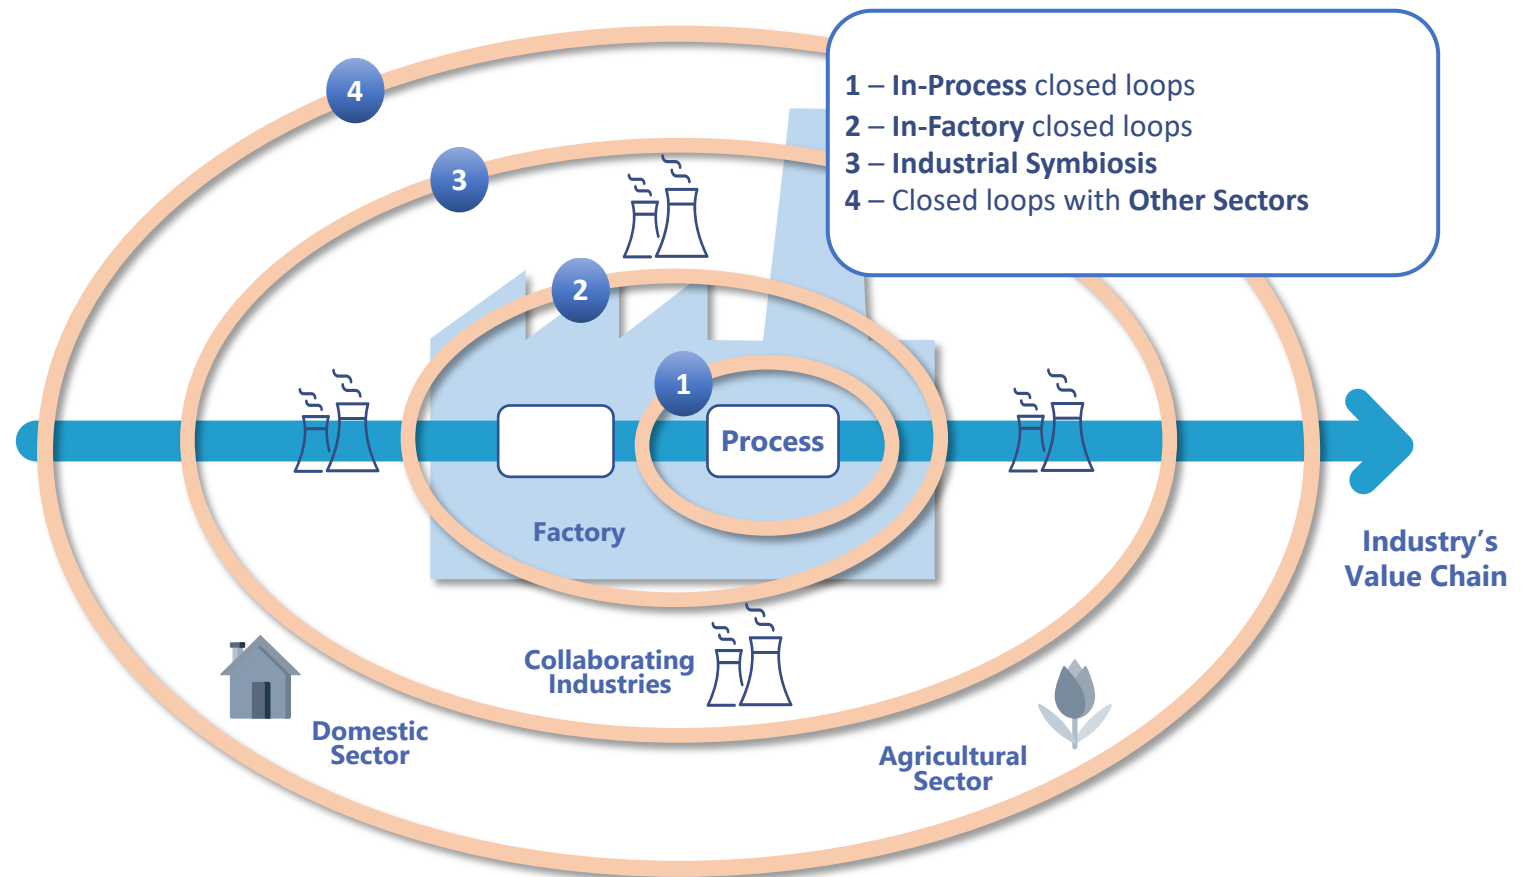 4
3
2
1
1 – In-Process closed loops
2 – In-Factory closed loops
3 – Industrial Symbiosis
4 – Closed loops with Other Sectors
Process
Factory
Industry’s
Value Chain
Collaborating
Industries
Domestic
Sector
Agricultural
Sector